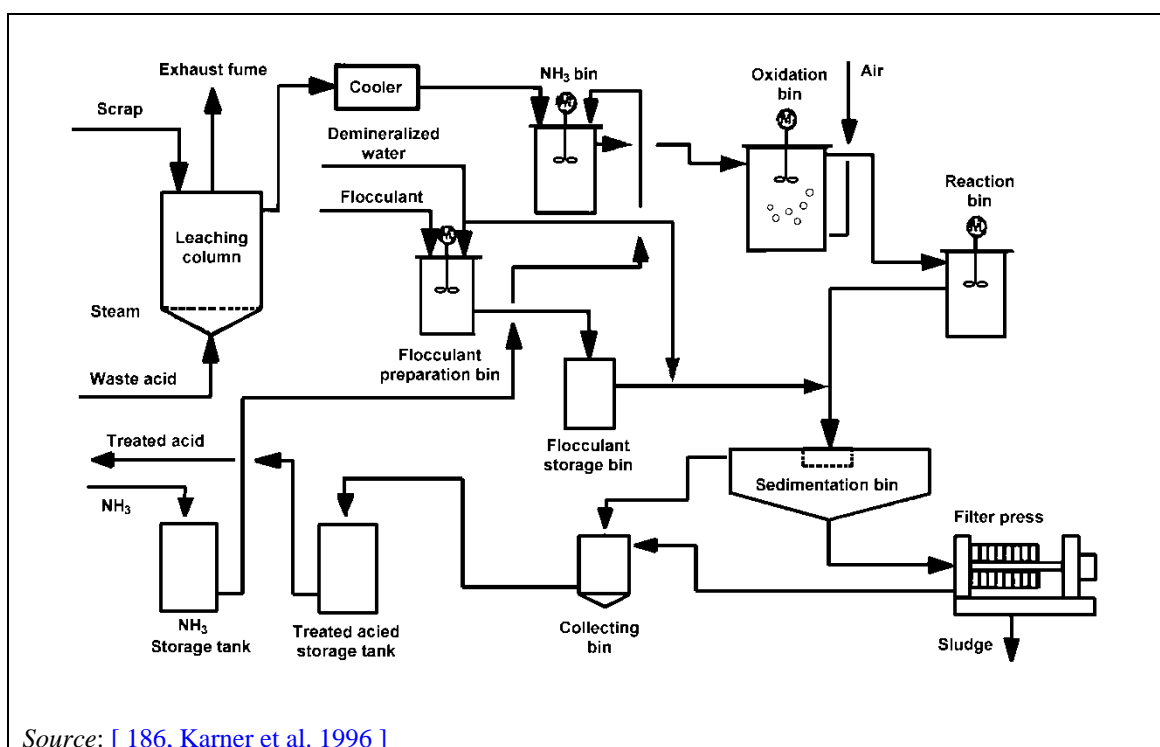 Exhaust fume
Scrap
Cooler
NH3 bin
Oxidation
bin
Air
Demineralized
water
Flocculant
Reaction
bin
M
M
M
M
Leaching
column
Steam
Waste acid
Flocculant
preparation bin
Flocculant
storage bin
Treated acid
NH3
Sedimentation bin
Filter press
NH3
Storage tank
Treated acied
storage tank
Collecting
bin
Sludge
Source: [ 186, Karner et al. 1996 ]